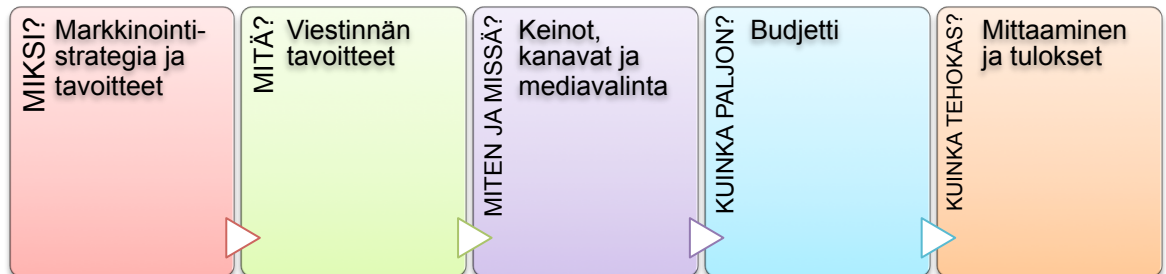 MIKSI?
Markkinointi-
strategia ja
tavoitteet
MITÄ?
Viestinnän
tavoitteet
MITEN JA MISSÄ?
Keinot,
kanavat ja
mediavalinta
KUINKA PALJON?
Budjetti
KUINKA TEHOKAS?
Mittaaminen
ja tulokset